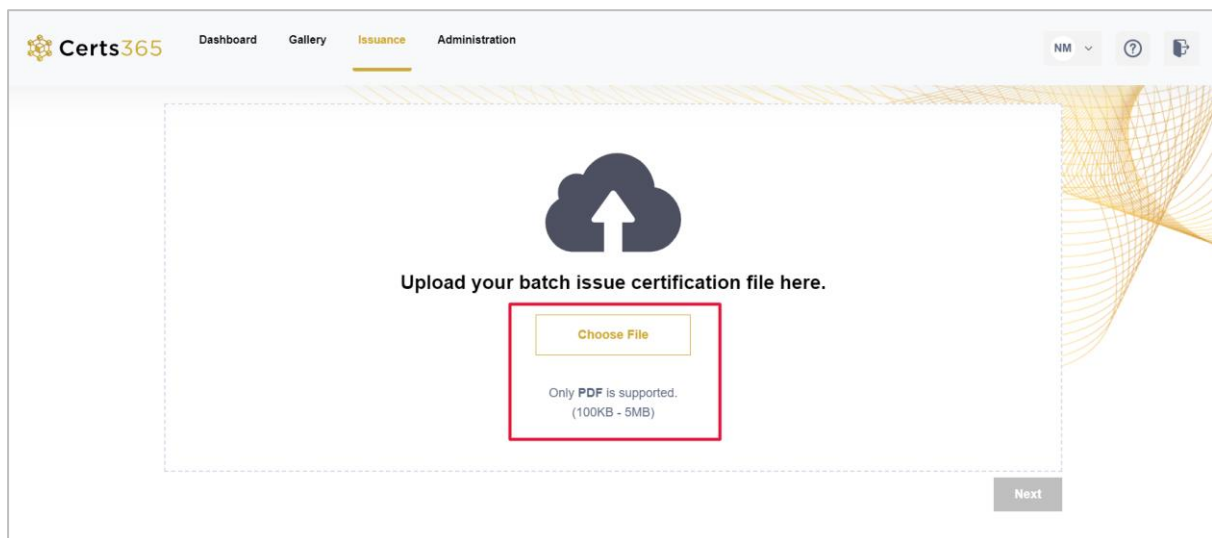 Certs365
Dashboard Gallery Issuance Administration
NM
?
Upload your batch issue certification file here.
Choose File
Only PDF is supported.
(100KB - 5MB)
Next